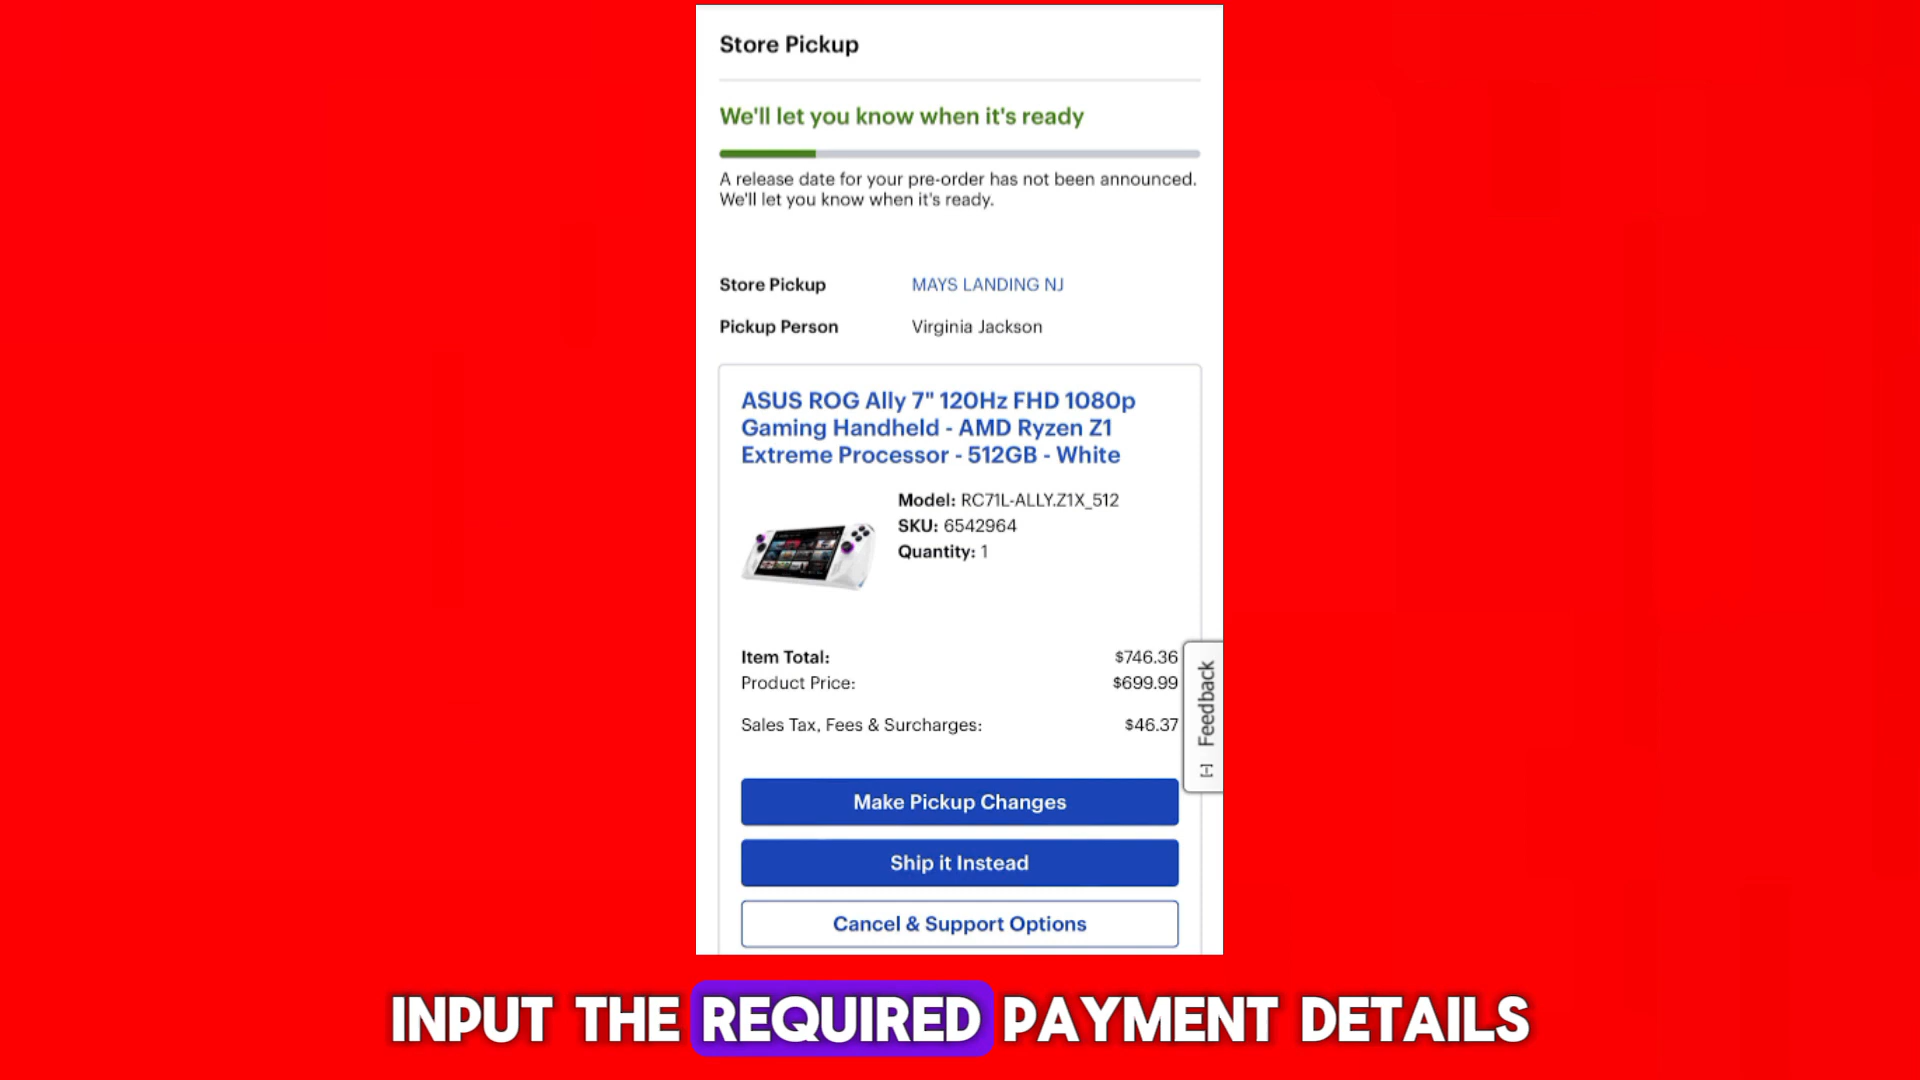 Store Pickup
We'll let you know when it's ready
A release date for your pre-order has not been announced.
We'll let you know when it's ready.
Store Pickup MAYS LANDING NJ
Pickup Person Virginia Jackson
ASUS ROG Ally 7" 120Hz FHD 1080p
Gaming Handheld - AMD Ryzen Z1
Extreme Processor - 512GB - White
Model: RC71L-ALLY.Z1X_512
SKU: 6542964
Quantity: 1
Item Total: $746.36
Product Price: $699.99
Sales Tax, Fees & Surcharges: $46.37
[-] Feedback
Make Pickup Changes
Ship it Instead
Cancel & Support Options
INPUT THE REQUIRED PAYMENT DETAILS